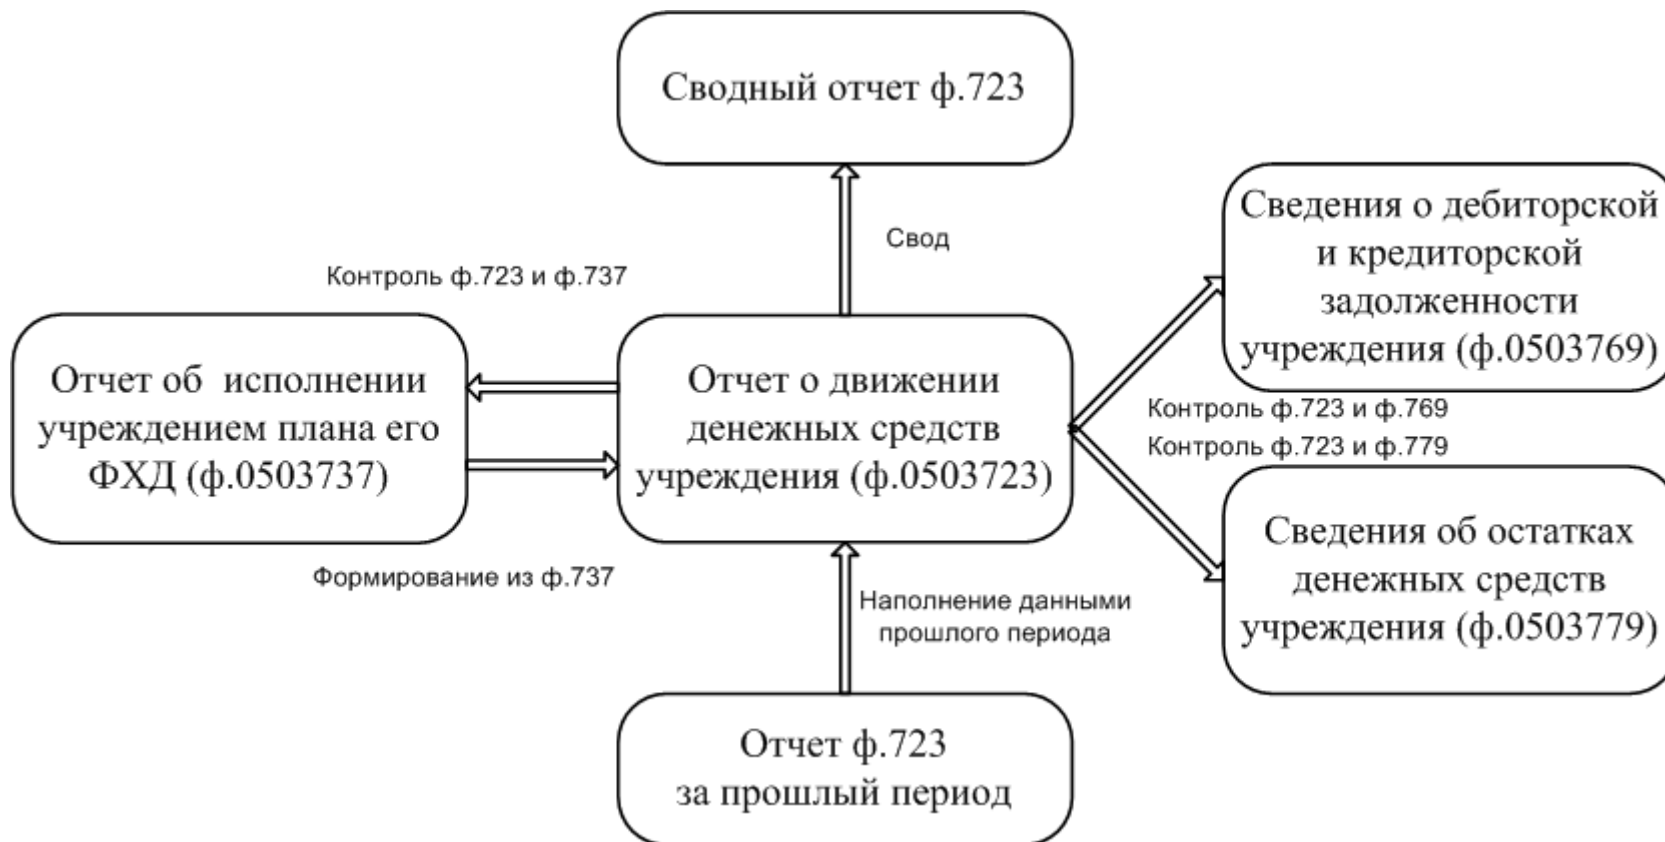 Сводный отчет ф.723
Свод
Сведения о дебиторской
и кредиторской
задолженности
учреждения (ф.0503769)
Контроль ф.723 и ф.737
Отчет об исполнении
учреждением плана его
ФХД (ф.0503737)
Отчет о движении
денежных средств
учреждения (ф.0503723)
Контроль ф.723 и ф.769
Контроль ф.723 и ф.779
Сведения об остатках
денежных средств
учреждения (ф.0503779)
Формирование из ф.737
Наполнение данными
прошлого периода
Отчет ф.723
за прошлый период